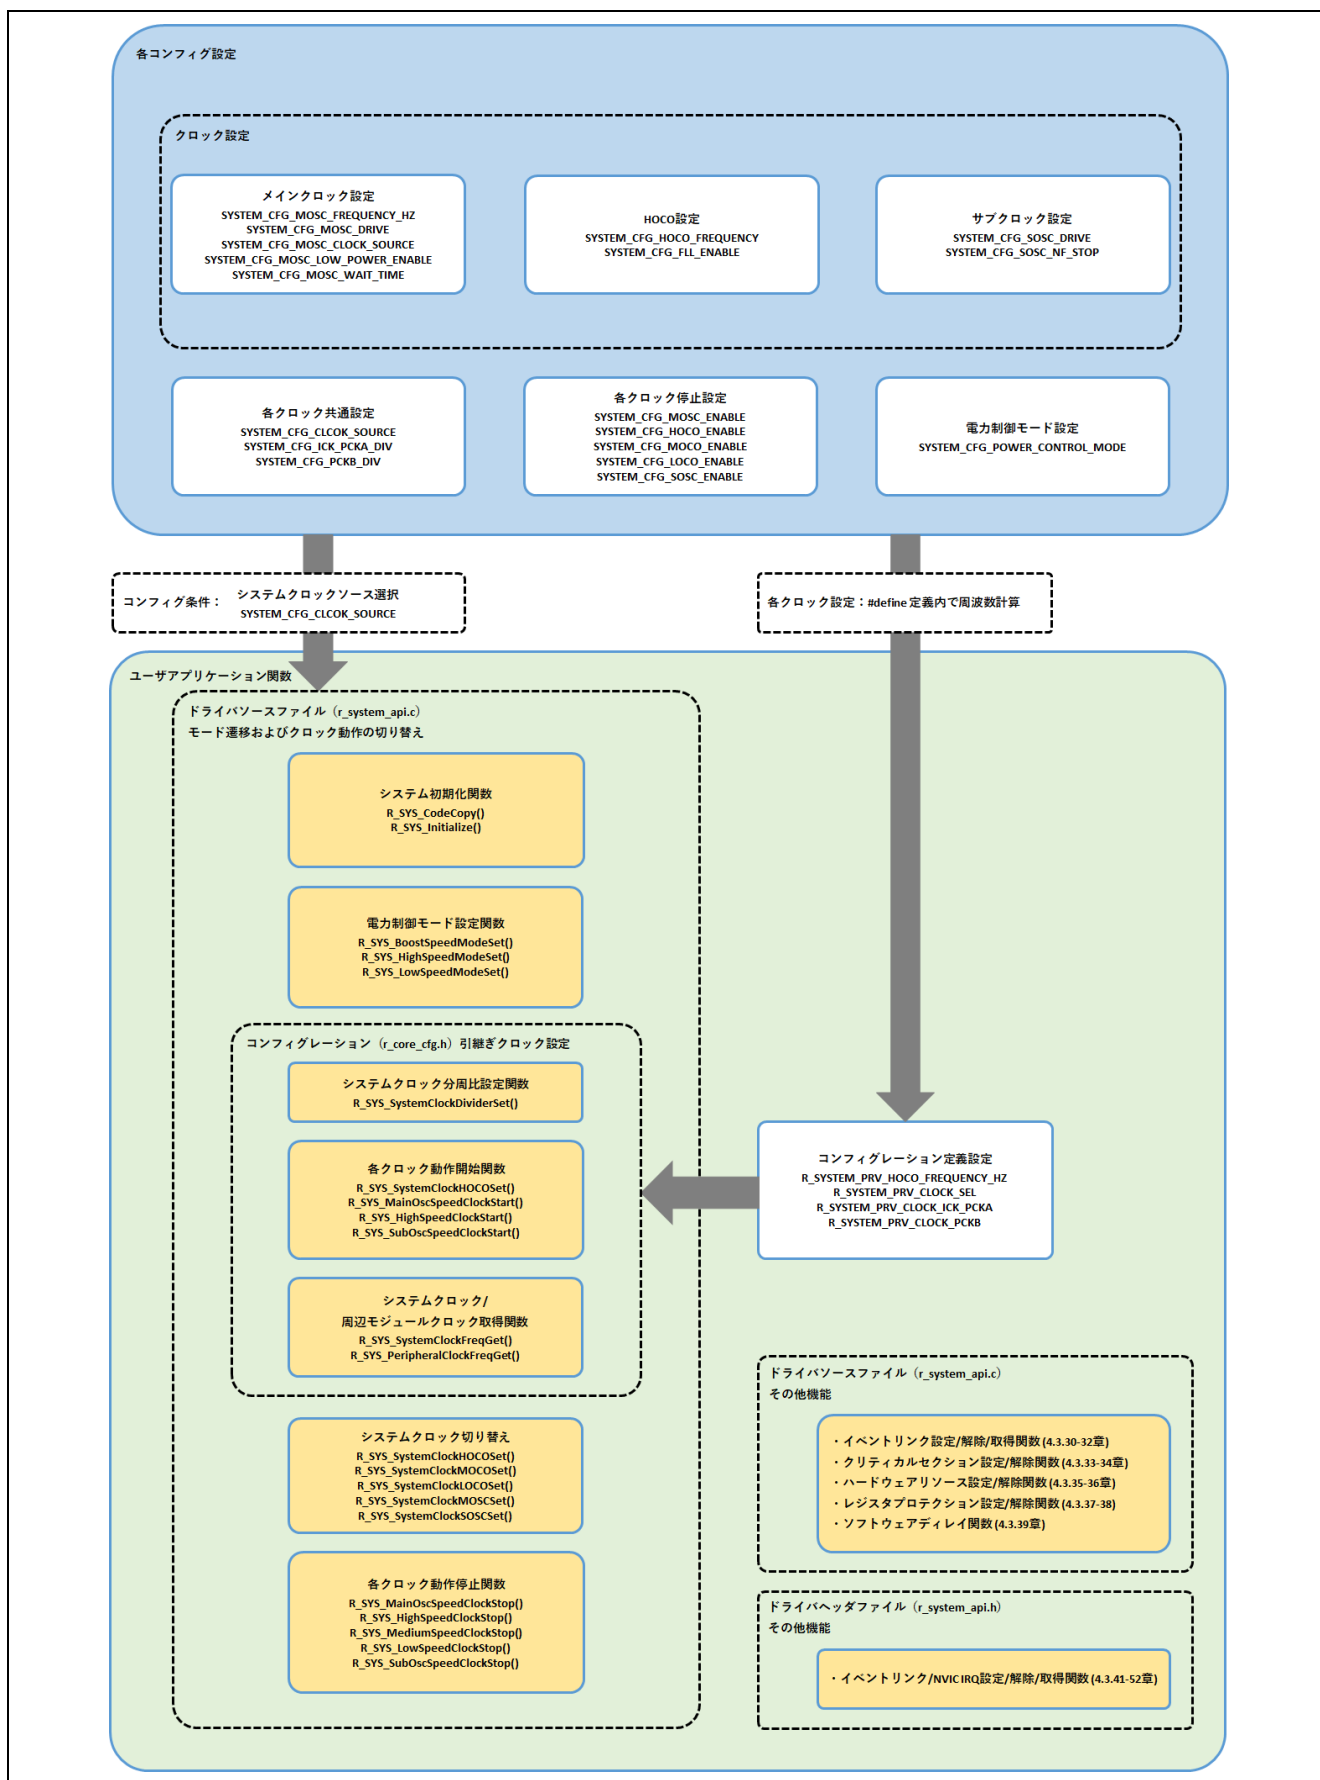 各コンフィグ設定
クロック設定
メインクロック設定
SYSTEM_CFG_MOSC_FREQUENCY_HZ
SYSTEM_CFG_MOSC_DRIVE
SYSTEM_CFG_MOSC_CLOCK_SOURCE
SYSTEM_CFG_MOSC_LOW_POWER_ENABLE
SYSTEM_CFG_MOSC_WAIT_TIME
HOCO設定
SYSTEM_CFG_HOCO_FREQUENCY
SYSTEM_CFG_FLL_ENABLE
サブクロック設定
SYSTEM_CFG_SOSC_DRIVE
SYSTEM_CFG_SOSC_NF_STOP
各クロック共通設定
SYSTEM_CFG_CLCOK_SOURCE
SYSTEM_CFG_ICK_PCKA_DIV
SYSTEM_CFG_PCKB_DIV
各クロック停止設定
SYSTEM_CFG_MOSC_ENABLE
SYSTEM_CFG_HOCO_ENABLE
SYSTEM_CFG_MOCO_ENABLE
SYSTEM_CFG_LOCO_ENABLE
SYSTEM_CFG_SOSC_ENABLE
電力制御モード設定
SYSTEM_CFG_POWER_CONTROL_MODE
コンフィグ条件： システムクロックソース選択
SYSTEM_CFG_CLCOK_SOURCE
各クロック設定：#define 定義内で周波数計算
ユーザアプリケーション関数
ドライバソースファイル（r_system_api.c）
モード遷移およびクロック動作の切り替え
システム初期化関数
R_SYS_CodeCopy()
R_SYS_Initialize()
電力制御モード設定関数
R_SYS_BoostSpeedModeSet()
R_SYS_HighSpeedModeSet()
R_SYS_LowSpeedModeSet()
コンフィグレーション（r_core_cfg.h）引継ぎクロック設定
システムクロック分周比設定関数
R_SYS_SystemClockDividerSet()
各クロック動作開始関数
R_SYS_SystemClockHOCOSet()
R_SYS_MainOscSpeedClockStart()
R_SYS_HighSpeedClockStart()
R_SYS_SubOscSpeedClockStart()
システムクロック/
周辺モジュールクロック取得関数
R_SYS_SystemClockFreqGet()
R_SYS_PeripheralClockFreqGet()
システムクロック切り替え
R_SYS_SystemClockHOCOSet()
R_SYS_SystemClockMOCOSet()
R_SYS_SystemClockLOCOSet()
R_SYS_SystemClockMOSCSet()
R_SYS_SystemClockSOSCSet()
各クロック動作停止関数
R_SYS_MainOscSpeedClockStop()
R_SYS_HighSpeedClockStop()
R_SYS_MediumSpeedClockStop()
R_SYS_LowSpeedClockStop()
R_SYS_SubOscSpeedClockStop()
コンフィグレーション定義設定
R_SYSTEM_PRV_HOCO_FREQUENCY_HZ
R_SYSTEM_PRV_CLOCK_SEL
R_SYSTEM_PRV_CLOCK_ICK_PCKA
R_SYSTEM_PRV_CLOCK_PCKB
ドライバソースファイル（r_system_api.c）
その他機能
・イベントリンク設定/解除/取得関数 (4.3.30-32章)
・クリティカルセクション設定/解除関数 (4.3.33-34章)
・ハードウェアリソース設定/解除関数 (4.3.35-36章)
・レジスタプロテクション設定/解除関数 (4.3.37-38)
・ソフトウェアディレイ関数 (4.3.39章)
ドライバヘッダファイル（r_system_api.h）
その他機能
・イベントリンク/NVIC IRQ設定/解除/取得関数 (4.3.41-52章)